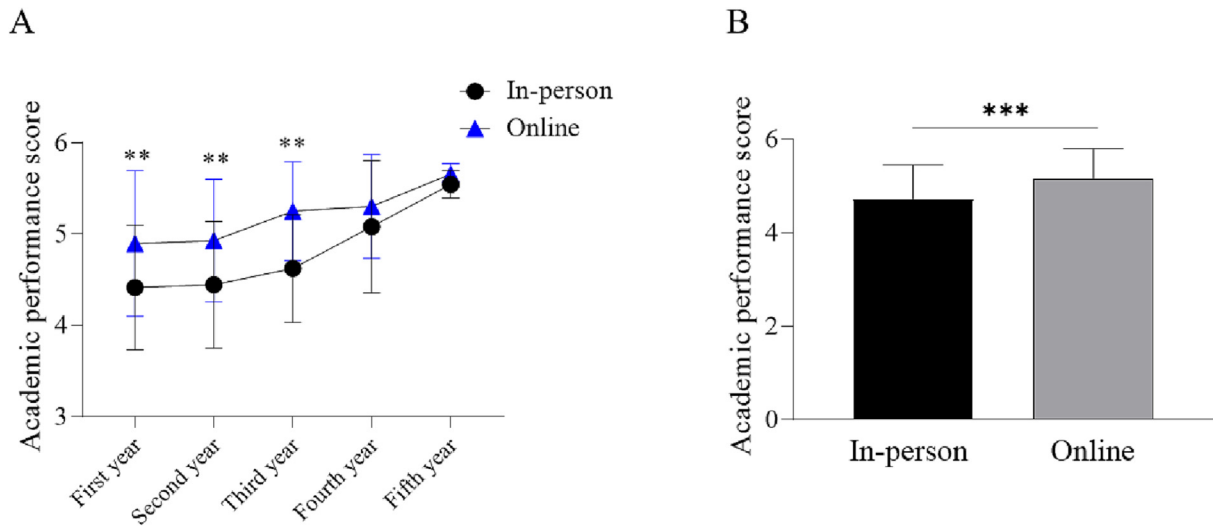 A
In-person
Online
Academic performance score
6
5
4
3
**
**
**
First year
Second year
Third year
Fourth year
Fifth year
B
Academic performance score
6
4
2
0
***
In-person
Online